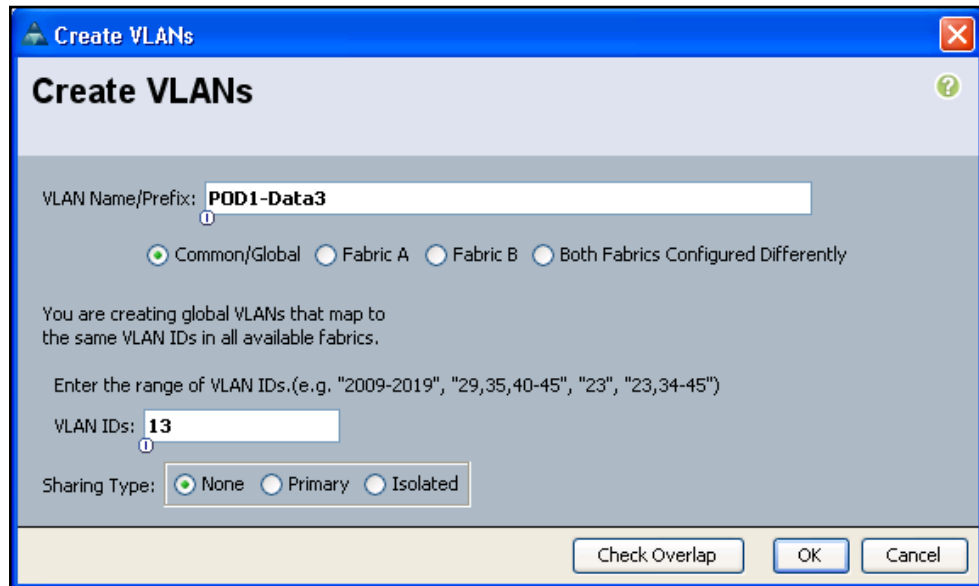 Create VLANs
Create VLANs
?
VLAN Name/Prefix: POD1-Data3
Common/Global Fabric A Fabric B Both Fabrics Configured Differently
You are creating global VLANs that map to
the same VLAN IDs in all available fabrics.
Enter the range of VLAN IDs.(e.g. "2009-2019", "29,35,40-45", "23", "23,34-45")
VLAN IDs: 13
Sharing Type: None Primary Isolated
Check Overlap OK Cancel